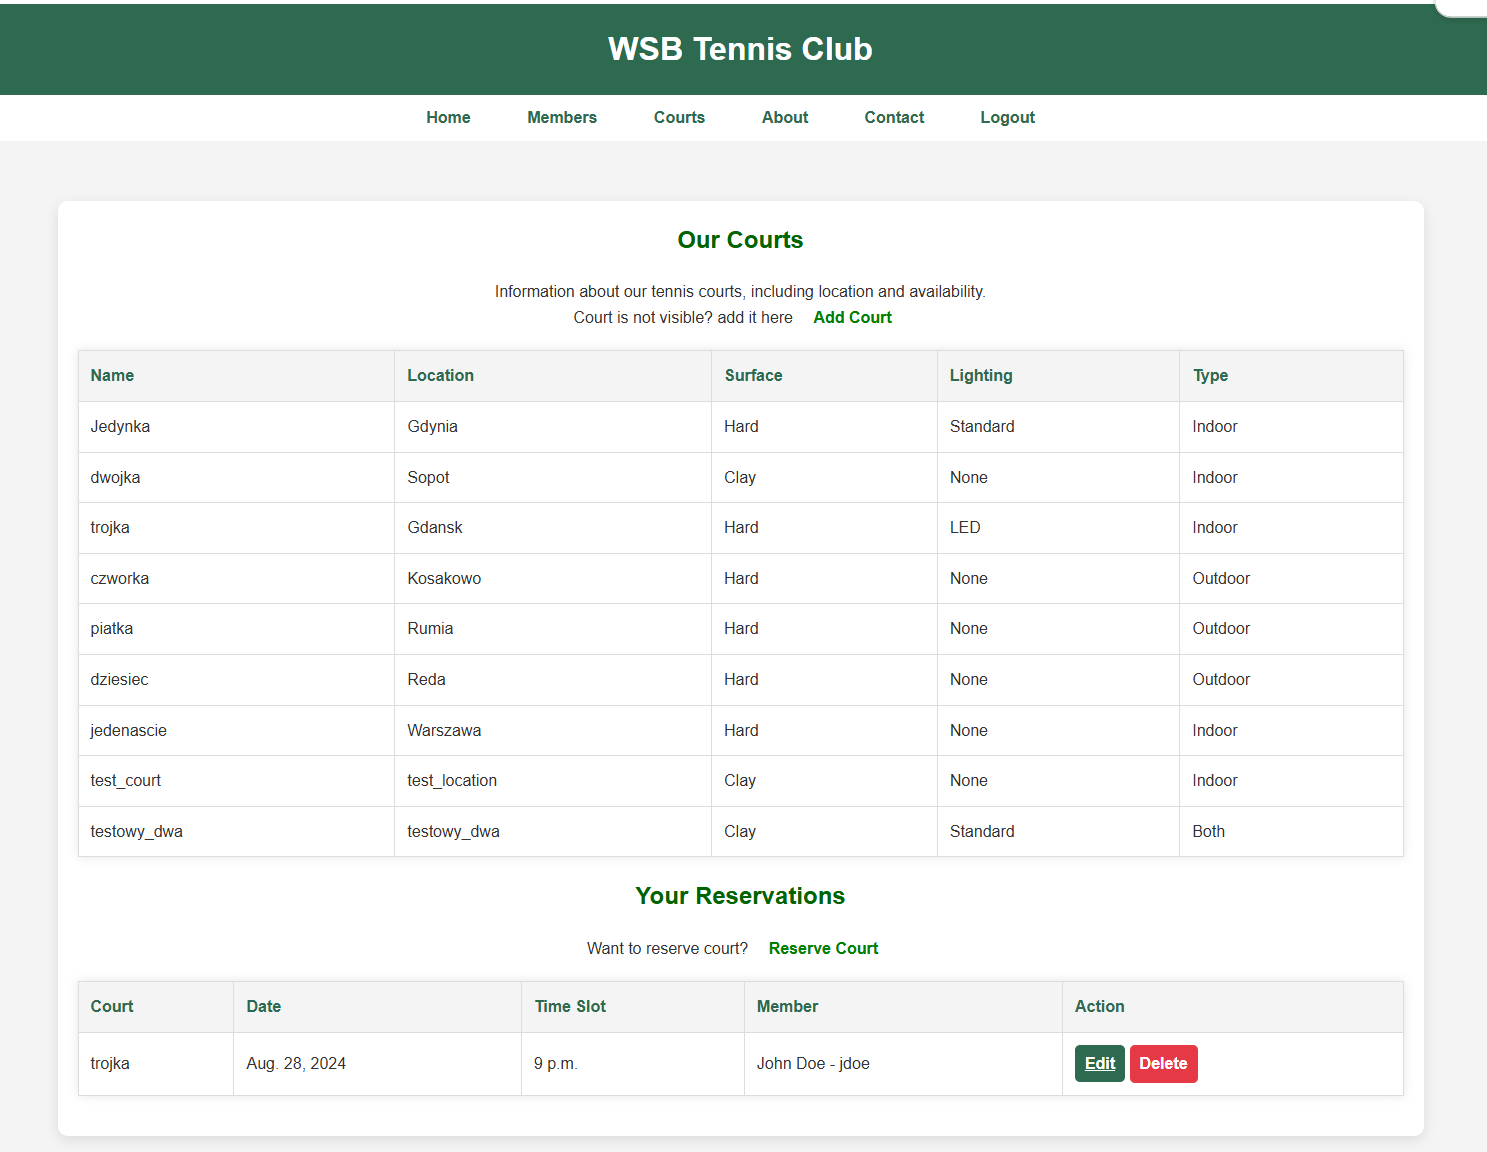 WSB Tennis Club
Home Members Courts About Contact Logout
Our Courts
Information about our tennis courts, including location and availability.
Court is not visible? add it here Add Court
Name Location Surface Lighting Type
Jedynka Gdynia Hard Standard Indoor
dwojka Sopot Clay None Indoor
trojka Gdansk Hard LED Indoor
czworka Kosakowo Hard None Outdoor
piatka Rumia Hard None Outdoor
dziesiec Reda Hard None Outdoor
jedenascie Warszawa Hard None Indoor
test_court test_location Clay None Indoor
testowy_dwa testowy_dwa Clay Standard Both
Your Reservations
Want to reserve court? Reserve Court
Court Date Time Slot Member Action
trojka Aug. 28, 2024 9 p.m. John Doe - jdoe Edit Delete